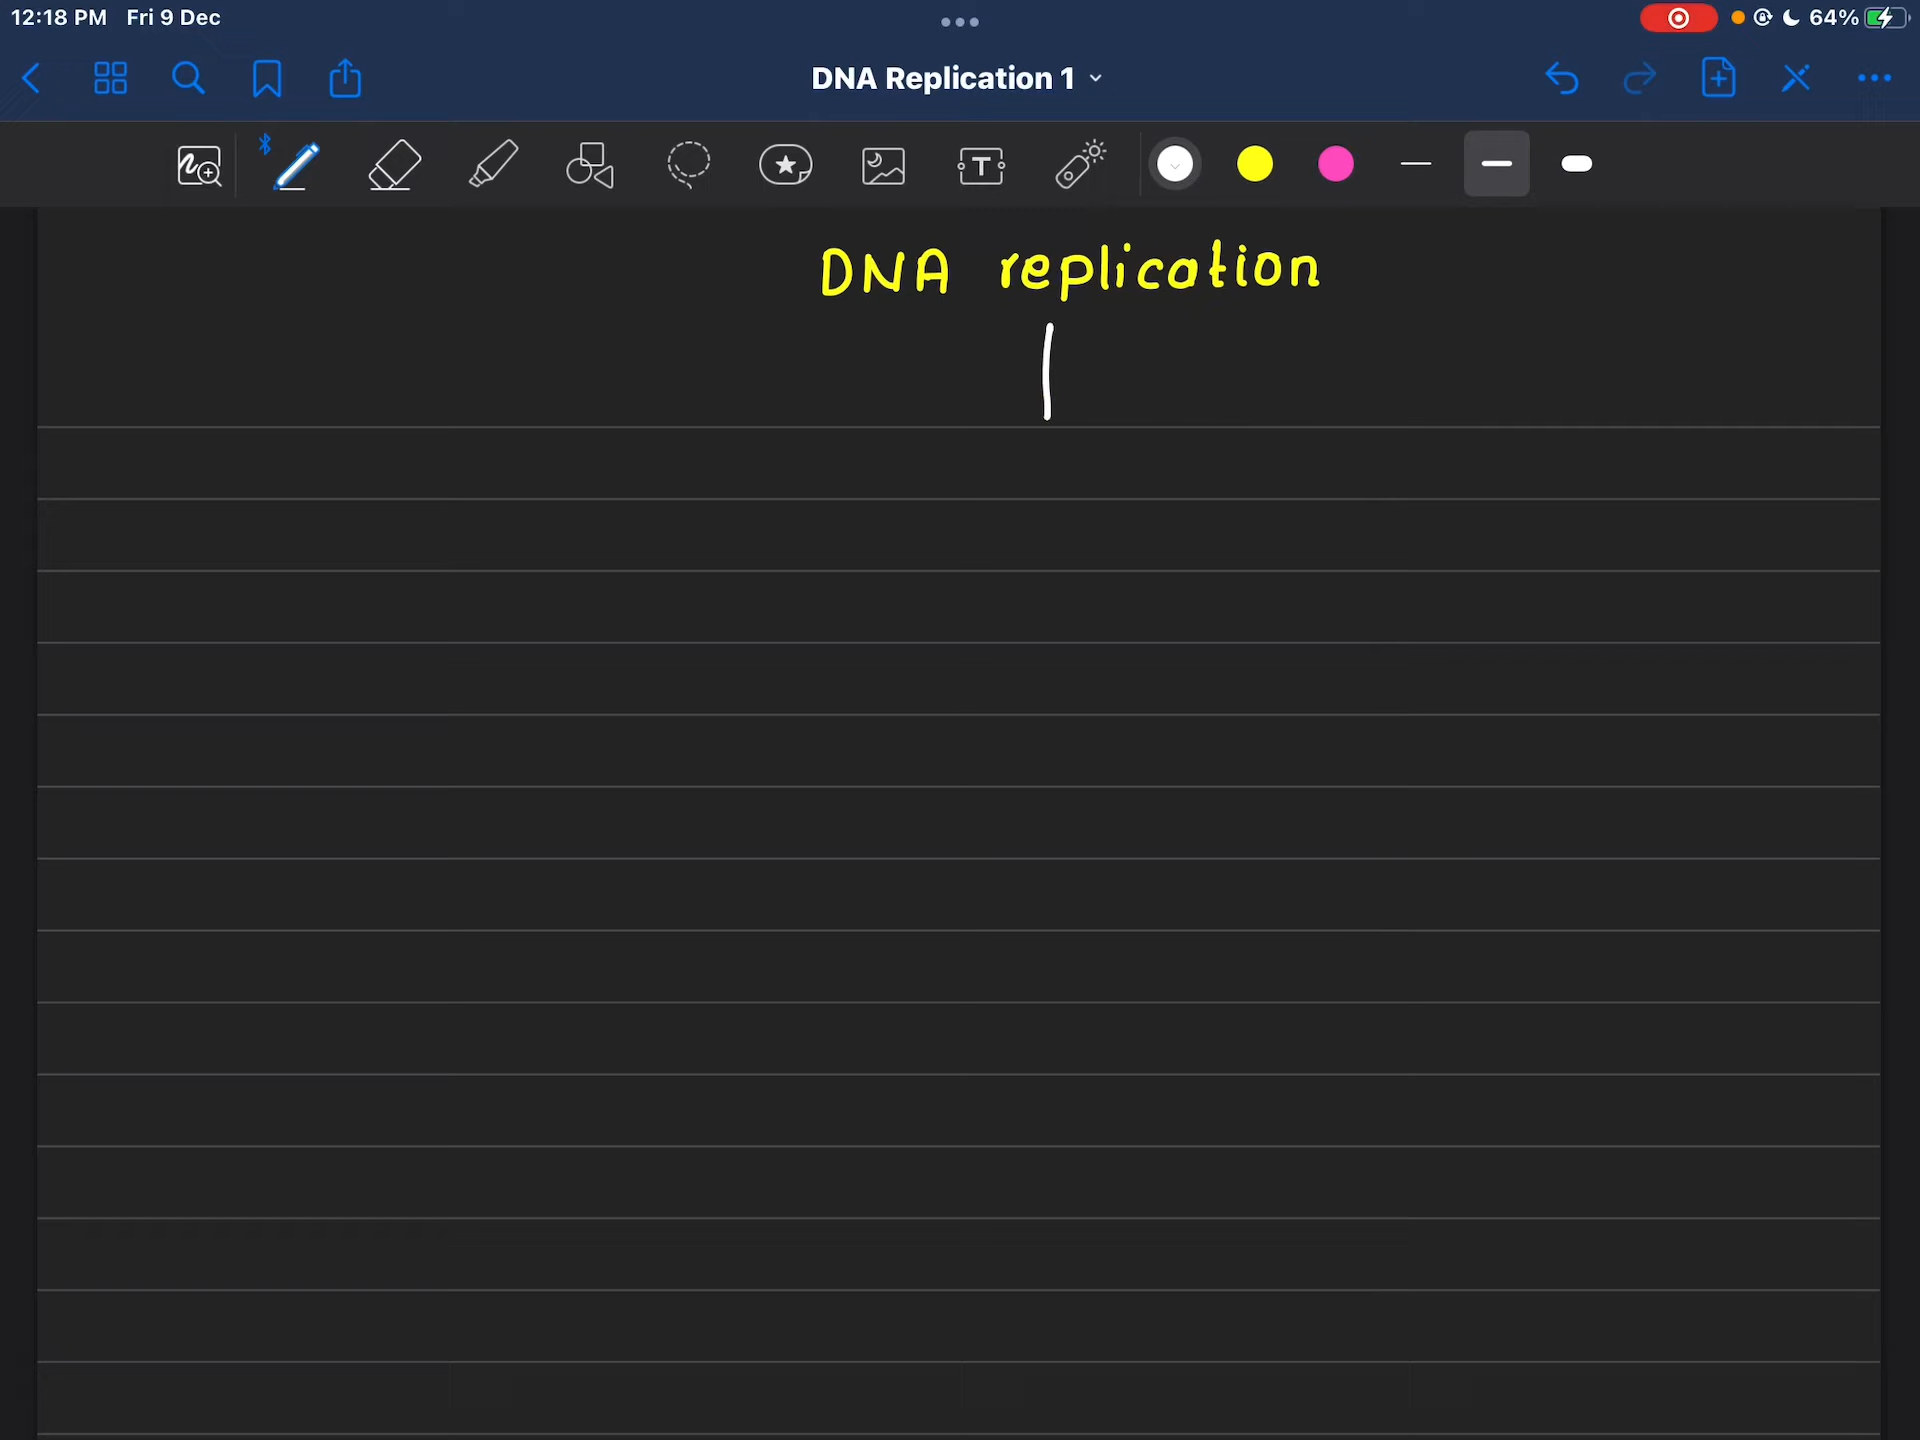 12:18 PM Fri 9 Dec
64%
DNA Replication 1
T
DNA replication